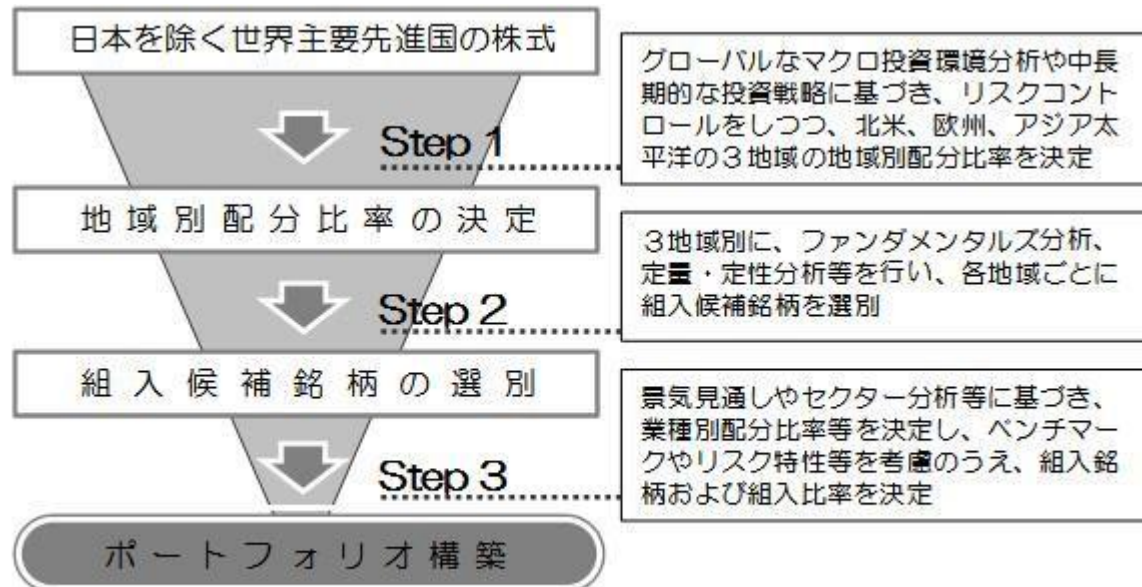 日本を除く世界主要先進国の株式
グローバルなマクロ投資環境分析や中長
期的な投資戦略に基づき、リスクコント
ロールをしつつ、北米、欧州、アジア太
平洋の３地域の地域別配分比率を決定
Step 1
地域別配分比率の決定
３地域別に、ファンダメンタルズ分析、
定量・定性分析等を行い、各地域ごとに
組入候補銘柄を選別
Step 2
組入候補銘柄の選別
景気見通しやセクター分析等に基づき、
業種別配分比率等を決定し、ベンチマー
クやリスク特性等を考慮のうえ、組入銘
柄および組入比率を決定
Step 3
ポートフォリオ構築